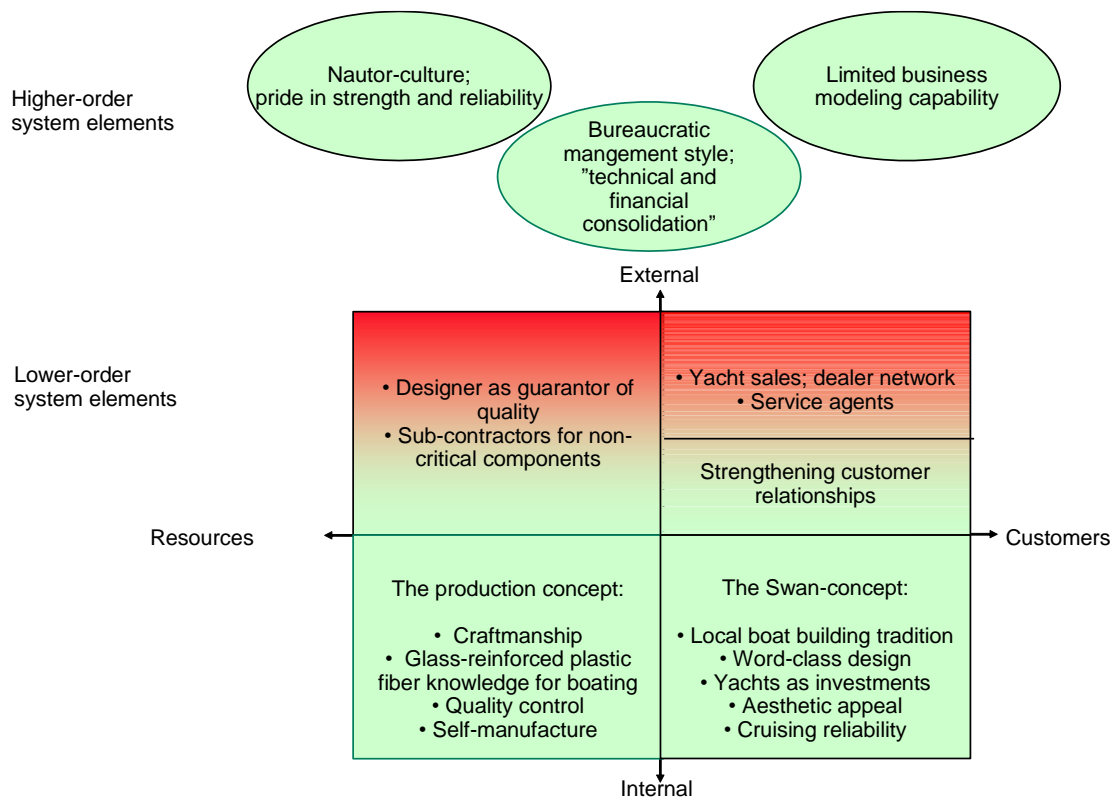 Higher-order
system elements
Nautor-culture;
pride in strength and reliability
Bureaucratic
mangement style;
”technical and
financial
consolidation”
Limited business
modeling capability
External
Lower-order
system elements
• Designer as guarantor of
quality
• Sub-contractors for non-
critical components
• Yacht sales; dealer network
• Service agents
Strengthening customer
relationships
Resources
Customers
The production concept:
• Craftmanship
• Glass-reinforced plastic
fiber knowledge for boating
• Quality control
• Self-manufacture
The Swan-concept:
• Local boat building tradition
• Word-class design
• Yachts as investments
• Aesthetic appeal
• Cruising reliability
Internal